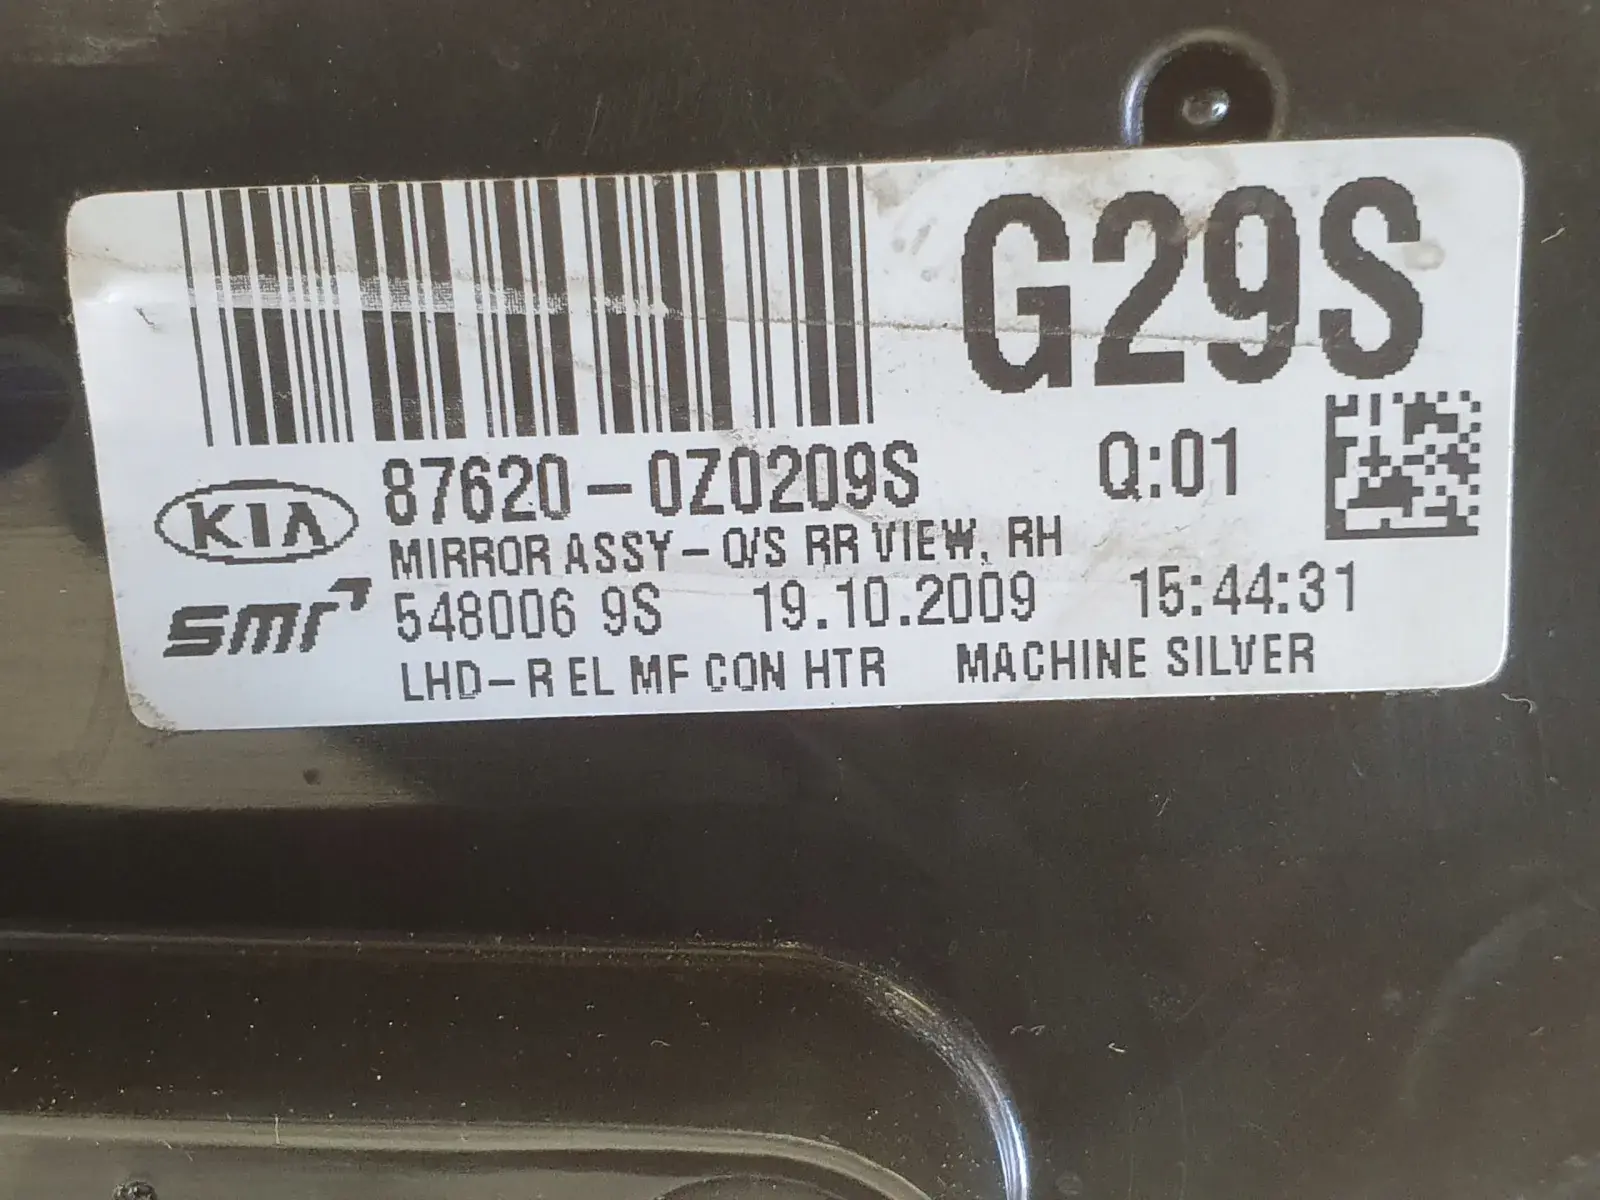 G29S
87620-0Z0209S Q:01
KIA
MIRROR ASSY-O/S RR VIEW, RH
smr 548006 9S 19.10.2009 15:44:31
LHD-R EL MF CON HTR MACHINE SILVER